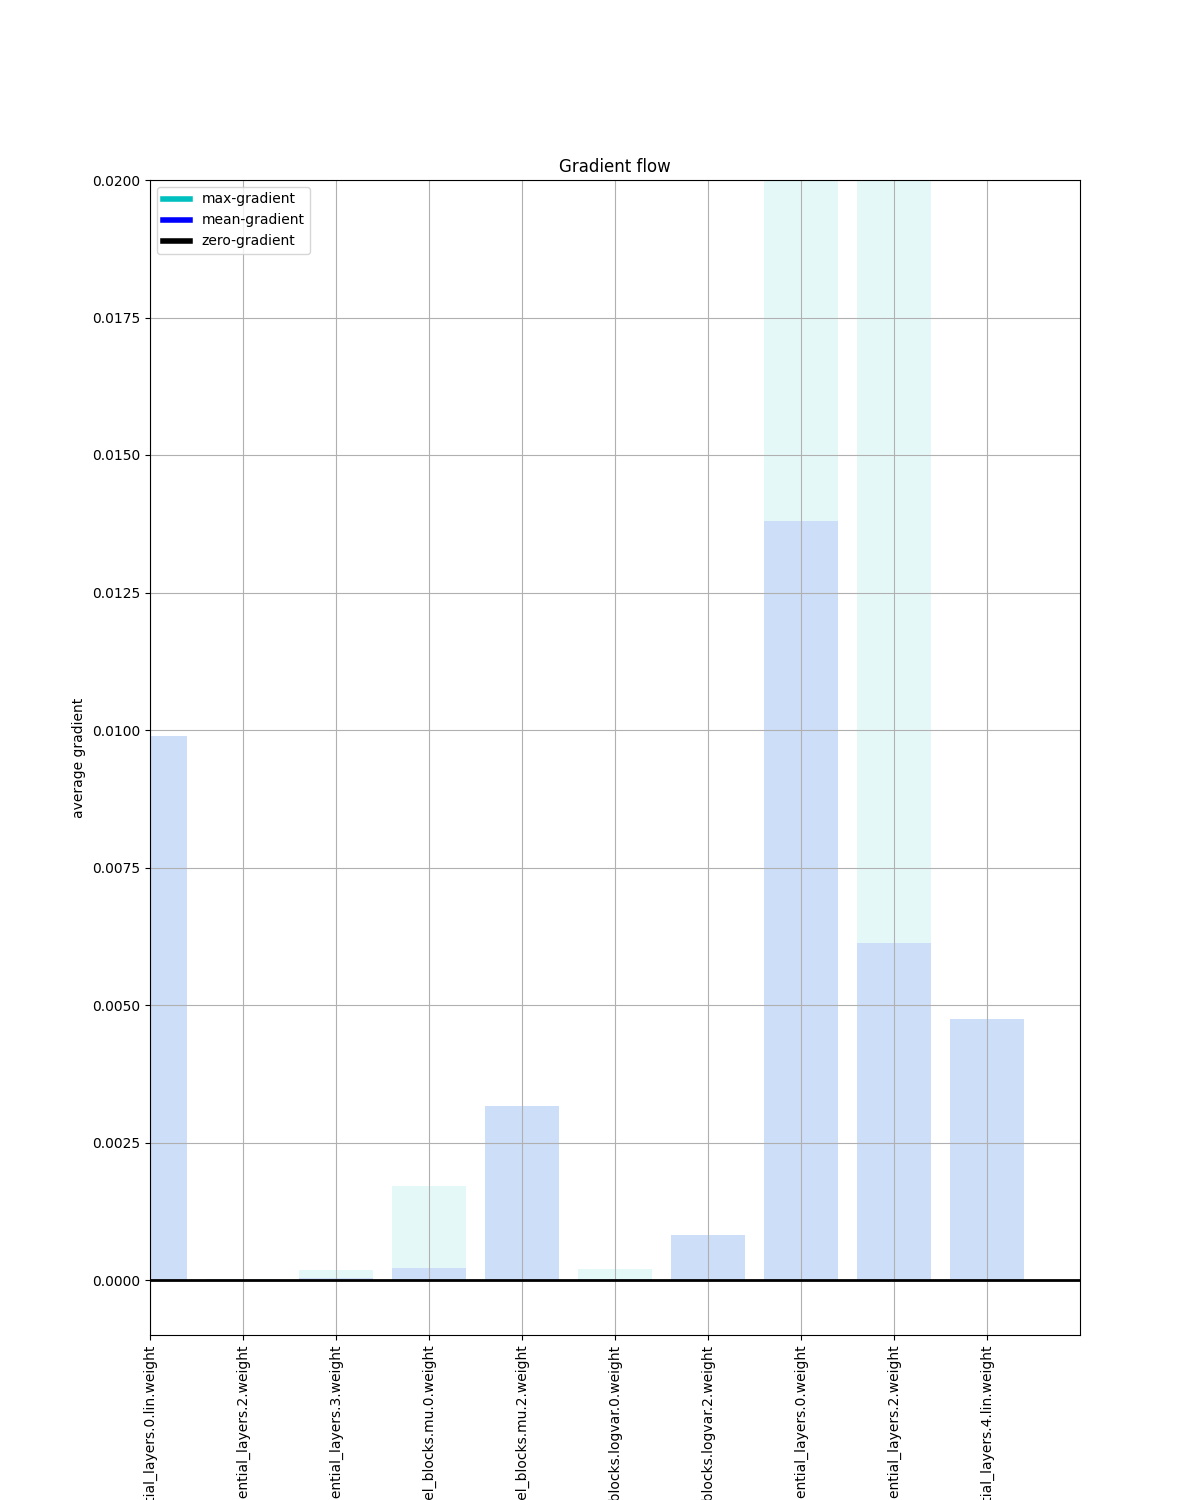 Gradient flow
max-gradient
mean-gradient
zero-gradient
average gradient
0.0200
0.0175
0.0150
0.0125
0.0100
0.0075
0.0050
0.0025
0.0000
tial_layers.0.lin.weight
ential_layers.2.weight
ential_layers.3.weight
el_blocks.mu.0.weight
el_blocks.mu.2.weight
blocks.logvar.0.weight
blocks.logvar.2.weight
ential_layers.0.weight
ential_layers.2.weight
tial_layers.4.lin.weight